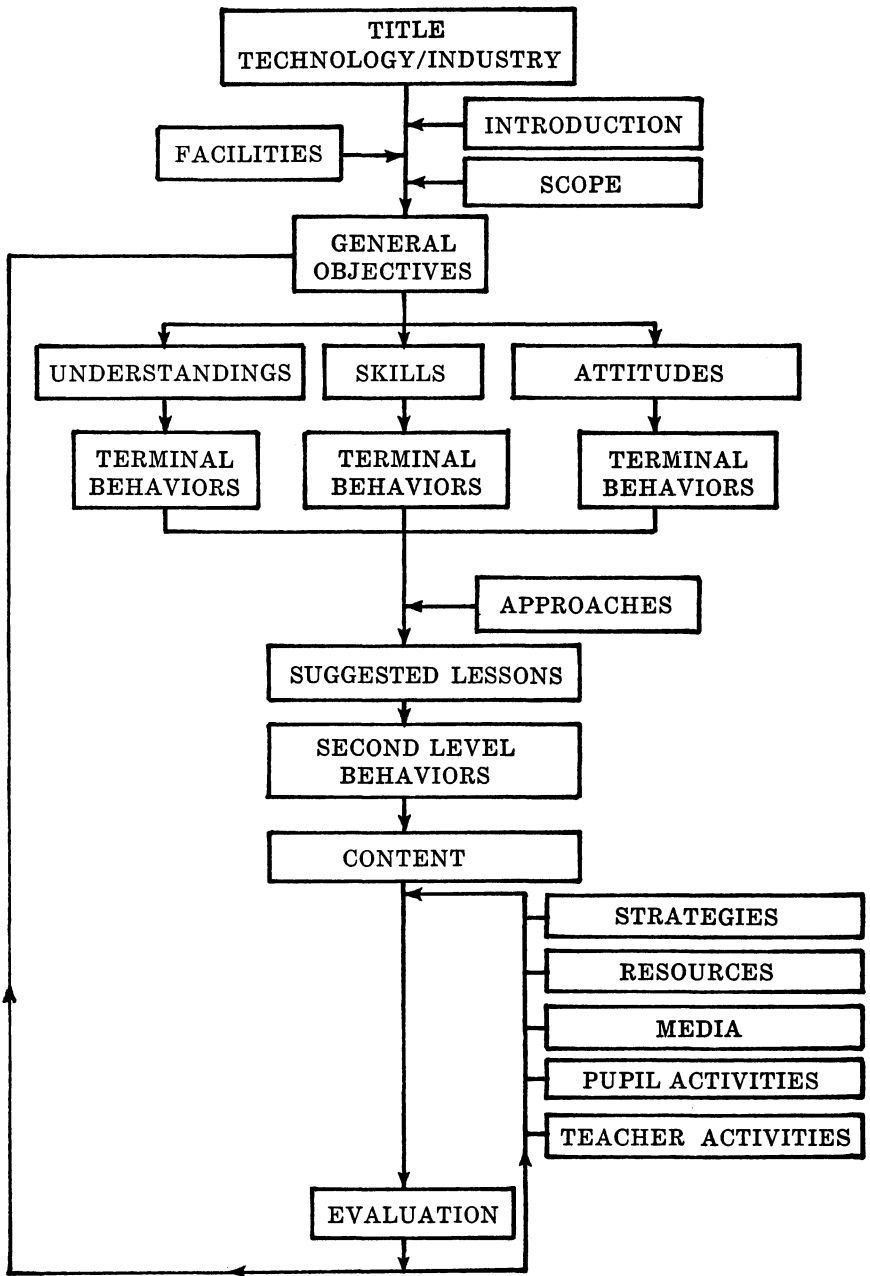 TITLE
TECHNOLOGY/INDUSTRY
INTRODUCTION
FACILITIES
SCOPE
GENERAL
OBJECTIVES
UNDERSTANDINGS
SKILLS
ATTITUDES
TERMINAL
BEHAVIORS
TERMINAL
BEHAVIORS
TERMINAL
BEHAVIORS
APPROACHES
SUGGESTED LESSONS
SECOND LEVEL
BEHAVIORS
CONTENT
STRATEGIES
RESOURCES
MEDIA
PUPIL ACTIVITIES
TEACHER ACTIVITIES
EVALUATION